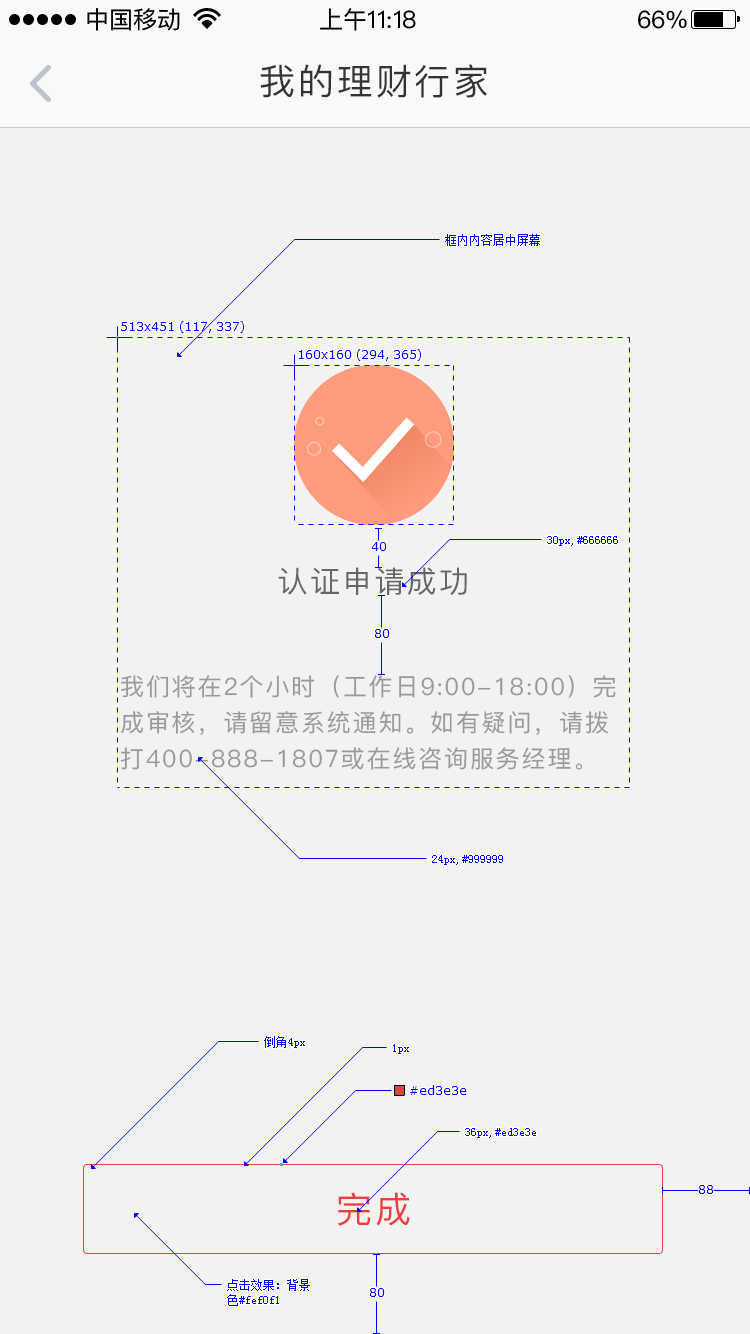 中国移动 上午11:18 66%
我的理财行家
框内内容居中屏幕
513x451 (117, 337)
160x160 (294, 365)
40
30px, #666666
认证申请成功
80
我们将在2个小时（工作日9:00-18:00）完
成审核，请留意系统通知。如有疑问，请拨
打400-888-1807或在线咨询服务经理。
24px, #999999
倒角4px
1px
#ed3e3e
36px, #ed3e3e
88
完成
点击效果：背景
色#fef0f1
80